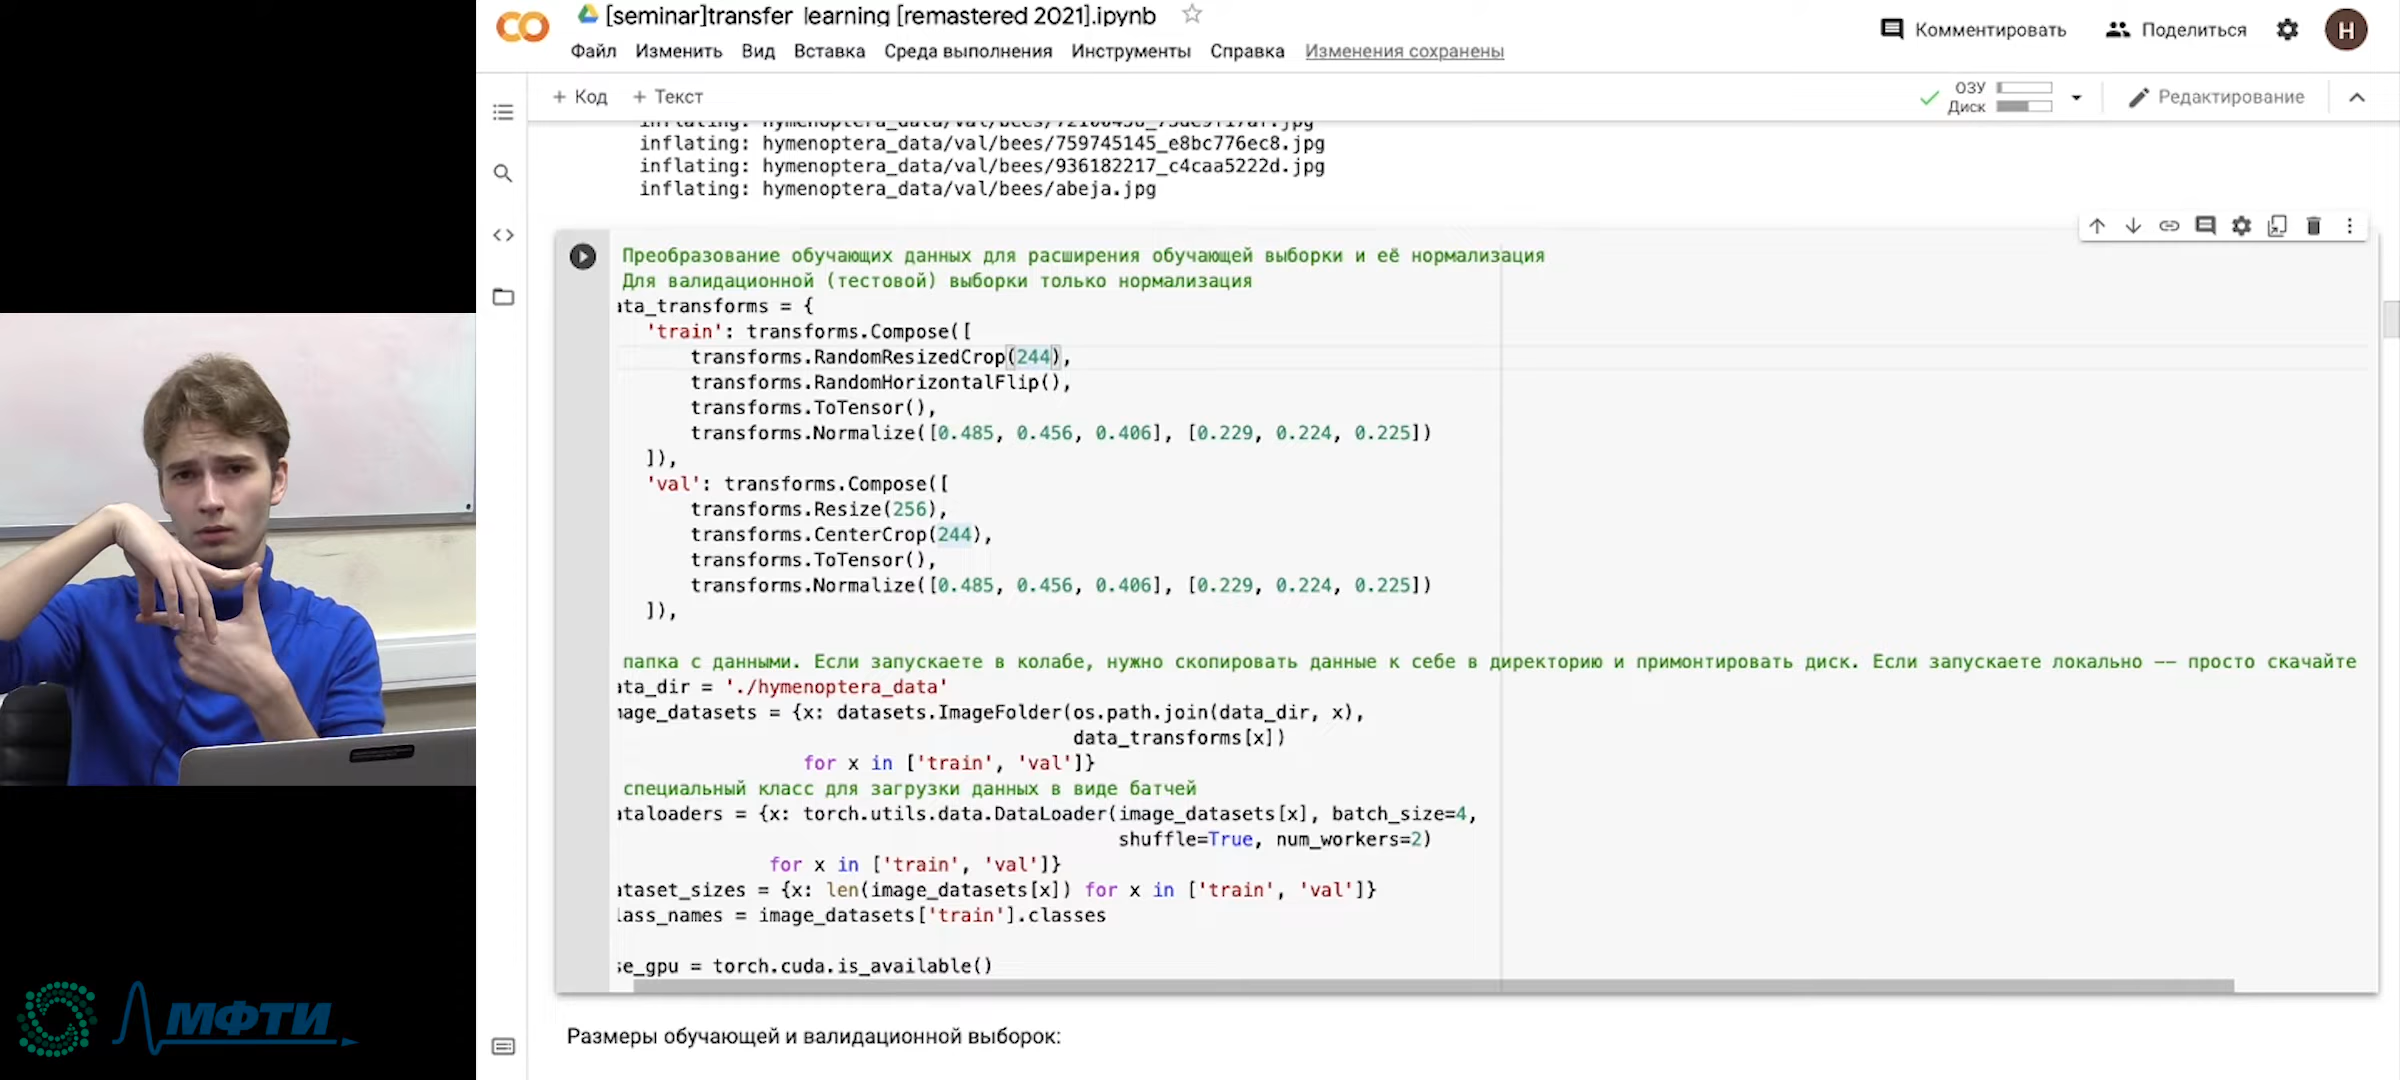 [seminar]transfer_learning [remastered 2021].ipynb
Комментировать
Поделиться
H
Файл Изменить Вид Вставка Среда выполнения Инструменты Справка Изменения сохранены
+ Код + Текст
ОЗУ
Диск
Редактирование
inflating: hymenoptera_data/val/bees/759745145_e8bc776ec8.jpg
inflating: hymenoptera_data/val/bees/936182217_c4caa5222d.jpg
inflating: hymenoptera_data/val/bees/abeja.jpg
Преобразование обучающих данных для расширения обучающей выборки и её нормализация
Для валидационной (тестовой) выборки только нормализация
ata_transforms = {
'train': transforms.Compose([
transforms.RandomResizedCrop(244),
transforms.RandomHorizontalFlip(),
transforms.ToTensor(),
transforms.Normalize([0.485, 0.456, 0.406], [0.229, 0.224, 0.225])
]),
'val': transforms.Compose([
transforms.Resize(256),
transforms.CenterCrop(244),
transforms.ToTensor(),
transforms.Normalize([0.485, 0.456, 0.406], [0.229, 0.224, 0.225])
]),
папка с данными. Если запускаете в колабе, нужно скопировать данные к себе в директорию и примонтировать диск. Если запускаете локально -- просто скачайте
ata_dir = './hymenoptera_data'
mage_datasets = {x: datasets.ImageFolder(os.path.join(data_dir, x),
data_transforms[x])
for x in ['train', 'val']}
специальный класс для загрузки данных в виде батчей
ataloaders = {x: torch.utils.data.DataLoader(image_datasets[x], batch_size=4,
shuffle=True, num_workers=2)
for x in ['train', 'val']}
ataset_sizes = {x: len(image_datasets[x]) for x in ['train', 'val']}
lass_names = image_datasets['train'].classes
se_gpu = torch.cuda.is_available()
Размеры обучающей и валидационной выборок:
МФТИ